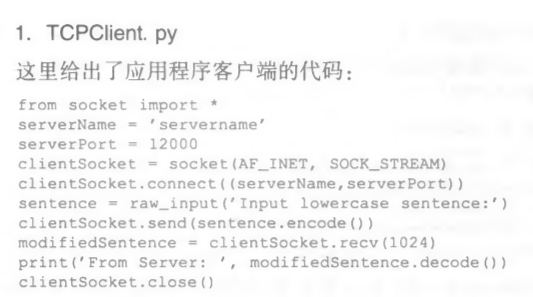 1. TCPClient. py
这里给出了应用程序客户端的代码：
from socket import *
serverName = 'servername'
serverPort = 12000
clientSocket = socket(AF_INET, SOCK_STREAM)
clientSocket.connect((serverName,serverPort))
sentence = raw_input('Input lowercase sentence:')
clientSocket.send(sentence.encode())
modifiedSentence = clientSocket.recv(1024)
print('From Server: ', modifiedSentence.decode())
clientSocket.close()